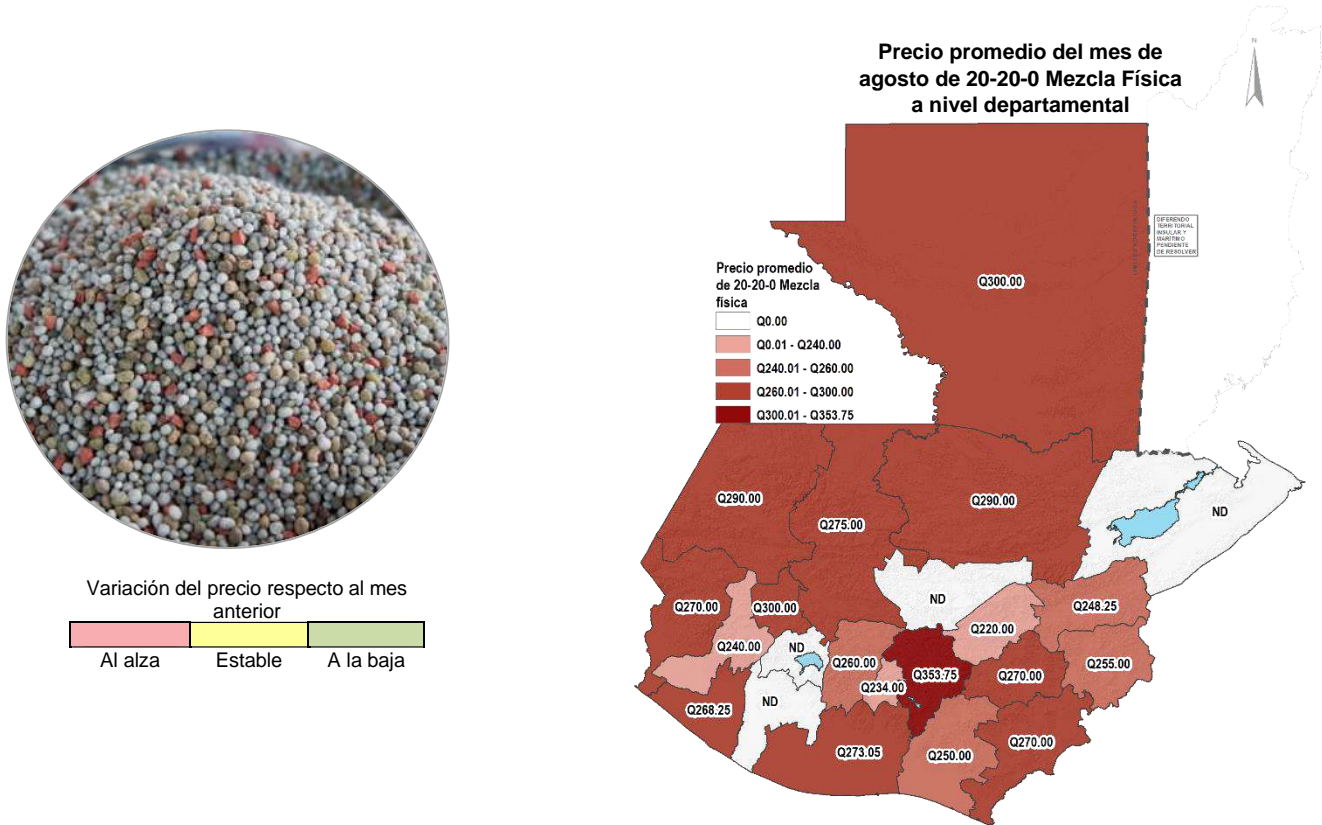 Precio promedio del mes de
agosto de 20-20-0 Mezcla Física
a nivel departamental
N
DIFERENDO
TERRITORIAL
INSULAR Y
MARÍTIMO
PENDIENTE
DE RESOLVER
Precio promedio
de 20-20-0 Mezcla
física
Q0.00
Q0.01 - Q240.00
Q240.01 - Q260.00
Q260.01 - Q300.00
Q300.01 - Q353.75
Q300.00
Q290.00
Q275.00
Q290.00
ND
ND
Q270.00
Q300.00
Q248.25
Q220.00
Q240.00
ND
Q260.00
Q255.00
Q353.75
Q270.00
Q234.00
ND
Q268.25
Q273.05
Q250.00
Q270.00
Variación del precio respecto al mes
anterior
Al alza
Estable
A la baja